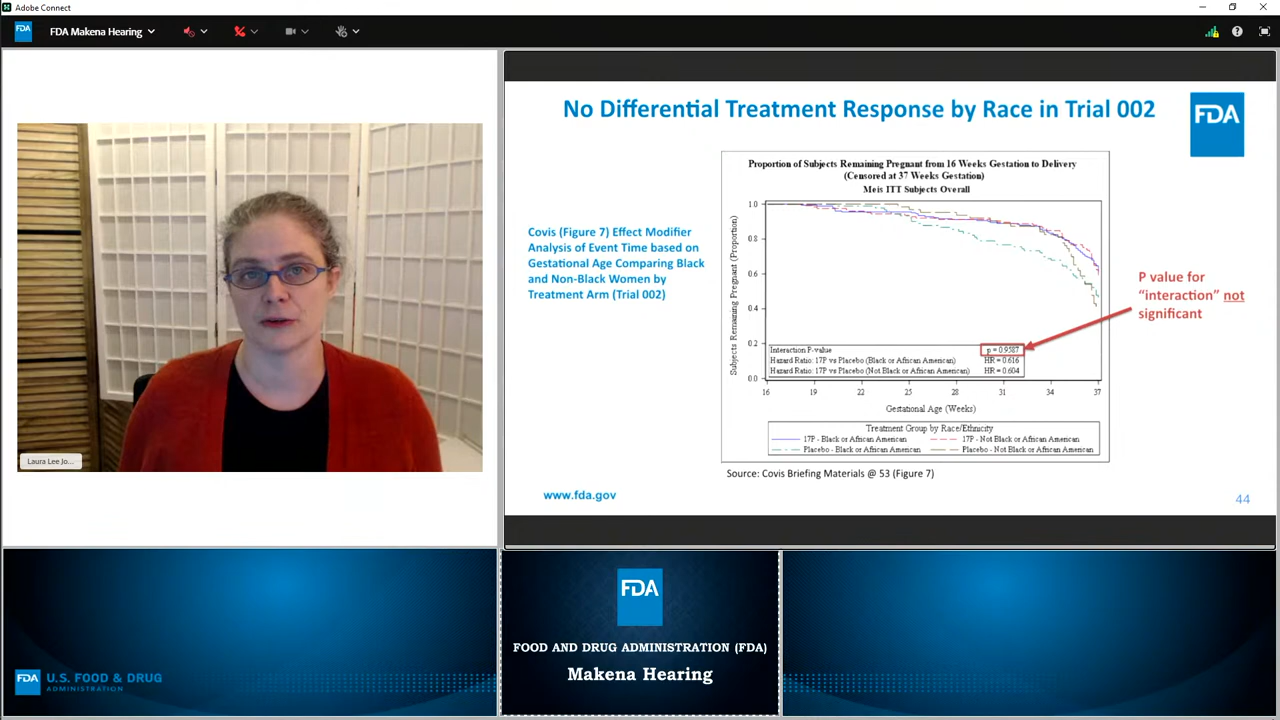 Adobe Connect
FDA
FDA Makena Hearing
Laura Lee Jo...
No Differential Treatment Response by Race in Trial 002
FDA
Covis (Figure 7) Effect Modifier
Analysis of Event Time based on
Gestational Age Comparing Black
and Non-Black Women by
Treatment Arm (Trial 002)
Proportion of Subjects Remaining Pregnant from 16 Weeks Gestation to Delivery
(Censored at 37 Weeks Gestation)
Meis ITT Subjects Overall
Subjects Remaining Pregnant (Proportion)
1.0
0.8
0.6
0.4
0.2
0.0
Interaction P-value p = 0.9587
Hazard Ratio: 17P vs Placebo (Black or African American) HR = 0.616
Hazard Ratio: 17P vs Placebo (Not Black or African American) HR = 0.604
16 19 22 25 28 31 34 37
Gestational Age (Weeks)
Treatment Group by Race/Ethnicity
17P - Black or African American 17P - Not Black or African American
Placebo - Black or African American Placebo - Not Black or African American
P value for
“interaction” not
significant
Source: Covis Briefing Materials @ 53 (Figure 7)
www.fda.gov
44
FDA U.S. FOOD & DRUG
ADMINISTRATION
FDA
FOOD AND DRUG ADMINISTRATION (FDA)
Makena Hearing